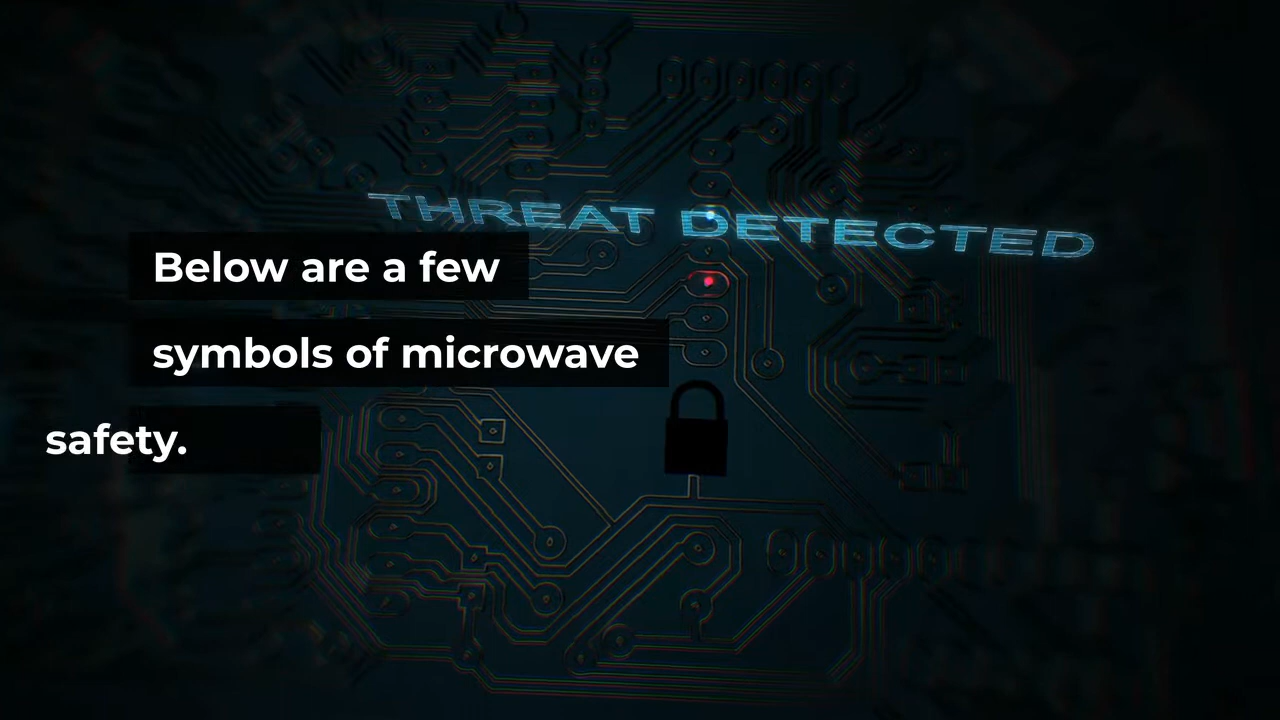 THREAT DETECTED
Below are a few
symbols of microwave
safety.